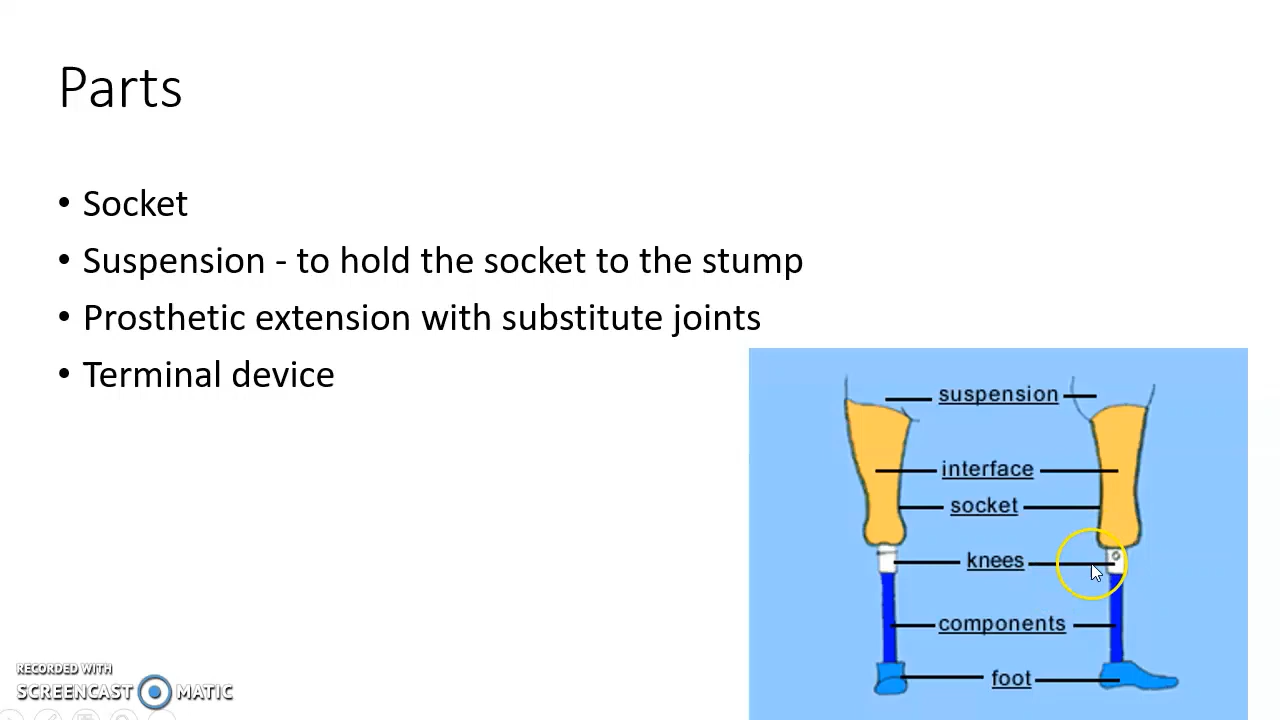 Parts
• Socket
• Suspension - to hold the socket to the stump
• Prosthetic extension with substitute joints
• Terminal device
suspension
interface
socket
knees
components
foot
RECORDED WITH
SCREENCAST MATIC